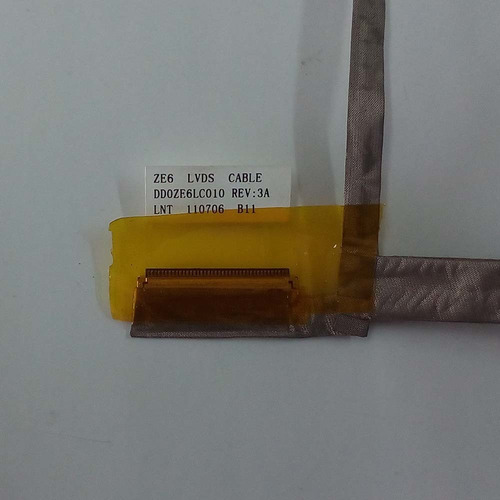 ZE6 LVDS CABLE
DD0ZE6LC010 REV:3A
LNT 110706 B11